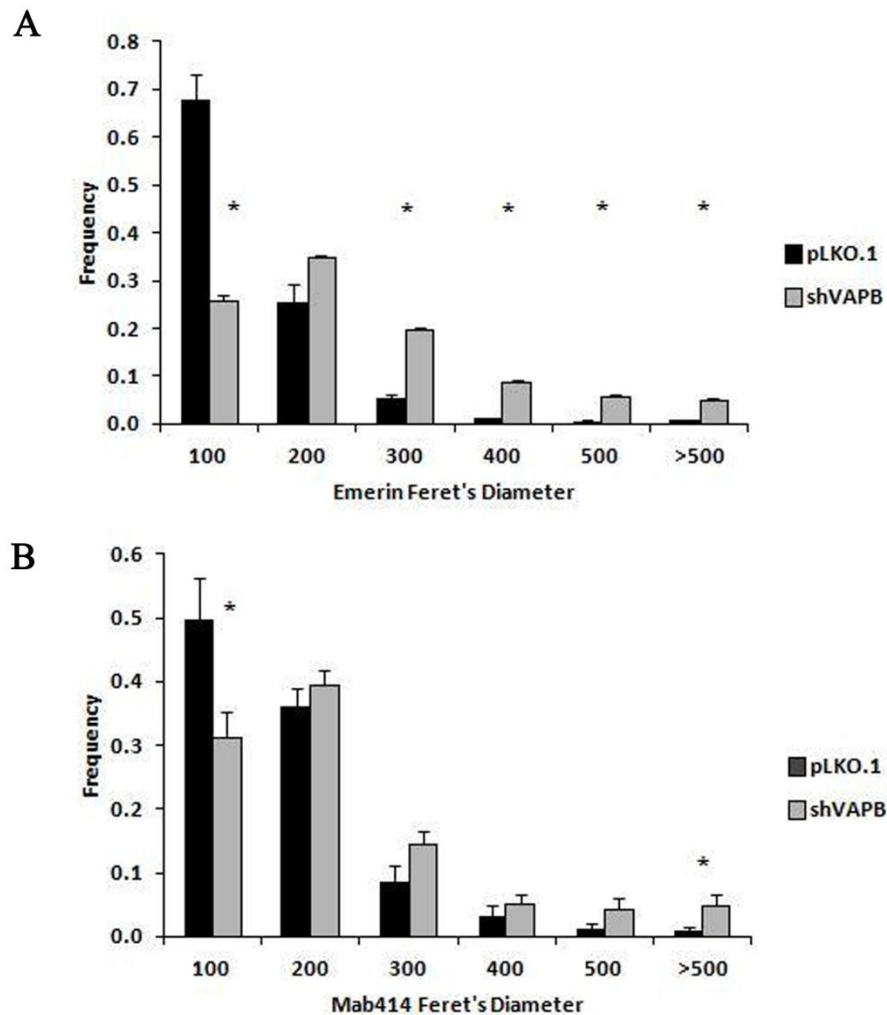 A
0.8
0.7
0.6
0.5
0.4
0.3
0.2
0.1
0.0
Frequency
* * * * *
100 200 300 400 500 >500
Emerin Feret's Diameter
pLKO.1
shVAPB
B
0.6
0.5
0.4
0.3
0.2
0.1
0.0
Frequency
* *
100 200 300 400 500 >500
Mab414 Feret's Diameter
pLKO.1
shVAPB